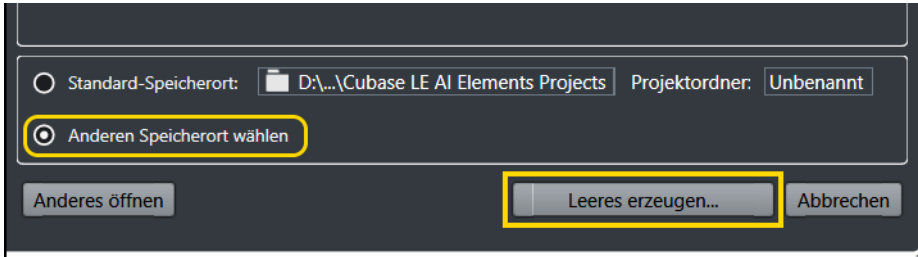 Standard-Speicherort: D:\...\Cubase LE AI Elements Projects Projektordner: Unbenannt
Anderen Speicherort wählen
Anderes öffnen Leeres erzeugen... Abbrechen